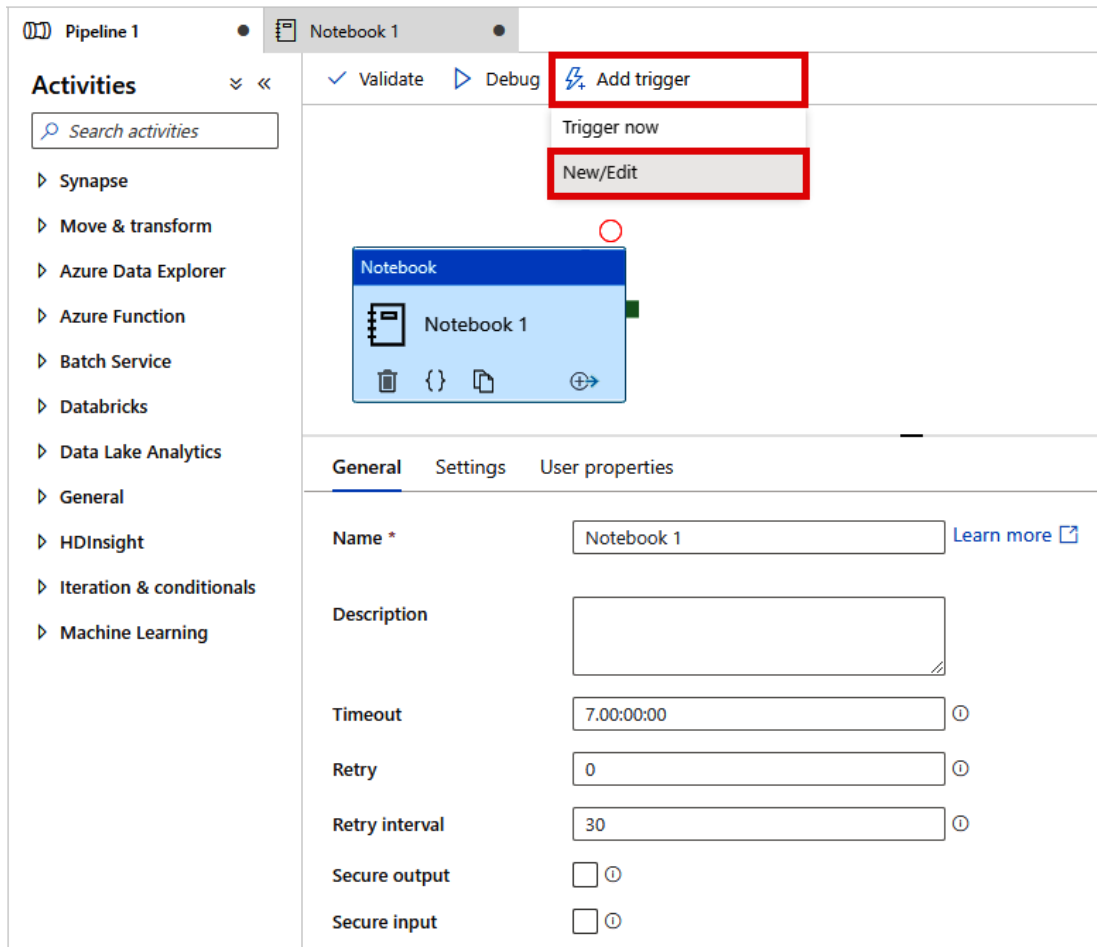 Pipeline 1
Notebook 1
Activities
Search activities
Synapse
Move & transform
Azure Data Explorer
Azure Function
Batch Service
Databricks
Data Lake Analytics
General
HDInsight
Iteration & conditionals
Machine Learning
Validate
Debug
Add trigger
Trigger now
New/Edit
Notebook
Notebook 1
General
Settings
User properties
Name *
Notebook 1
Learn more
Description
Timeout
7.00:00:00
Retry
0
Retry interval
30
Secure output
Secure input